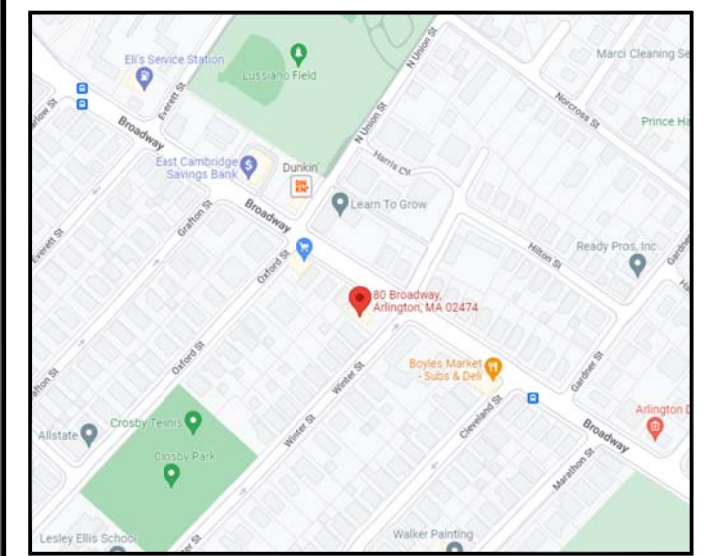 Eli's Service Station
Lussiano Field
N Union St
Marci Cleaning Se
Norcross St
Prince Ha
Everett St
Broadway
East Cambridge
Savings Bank
Dunkin'
N Union St
Harris Cir
Learn To Grow
Grafton St
Broadway
Everett St
Oxford St
Hilton St
Ready Pros, Inc
Gardner
80 Broadway,
Arlington, MA 02474
Boyles Market
- Subs & Deli
Gardner St
Oxford St
Winter St
Cleveland St
Arlington D
Broadway
Allstate
Crosby Tennis
Crosby Park
Winter St
Marathon St
Lesley Ellis School
Walker Painting